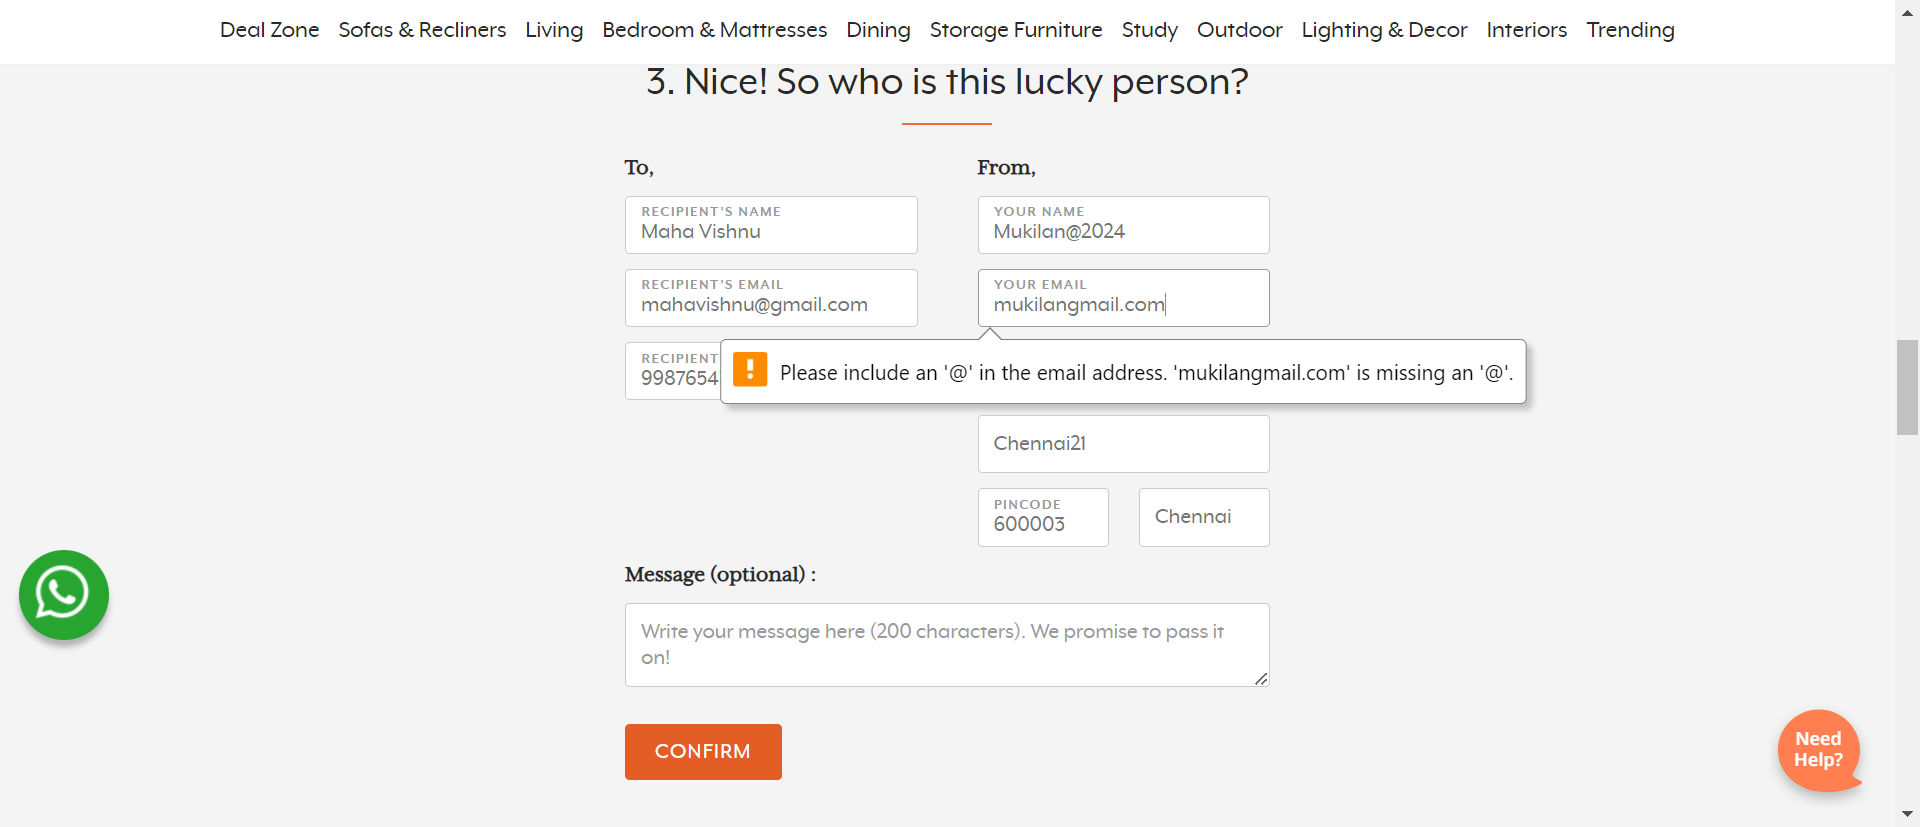 Deal Zone Sofas & Recliners Living Bedroom & Mattresses Dining Storage Furniture Study Outdoor Lighting & Decor Interiors Trending
3. Nice! So who is this lucky person?
To,
RECIPIENT'S NAME
Maha Vishnu
RECIPIENT'S EMAIL
mahavishnu@gmail.com
RECIPIENT
9987654
From,
YOUR NAME
Mukilan@2024
YOUR EMAIL
mukilangmail.com
Please include an '@' in the email address. 'mukilangmail.com' is missing an '@'.
Chennai21
PINCODE
600003
Chennai
Message (optional) :
Write your message here (200 characters). We promise to pass it
on!
CONFIRM
Need
Help?